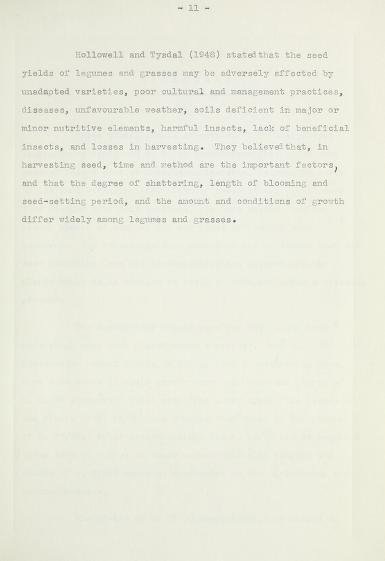 - 11 -
Hollowell and Tysdal (1948) stated that the seed
yields of legumes and grasses may be adversely affected by
unadapted varieties, poor cultural and management practices,
diseases, unfavourable weather, soils deficient in major or
minor nutritive elements, harmful insects, lack of beneficial
insects, and losses in harvesting. They believed that, in
harvesting seed, time and method are the important factors,
and that the degree of shattering, length of blooming and
seed-setting period, and the amount and conditions of growth
differ widely among legumes and grasses.